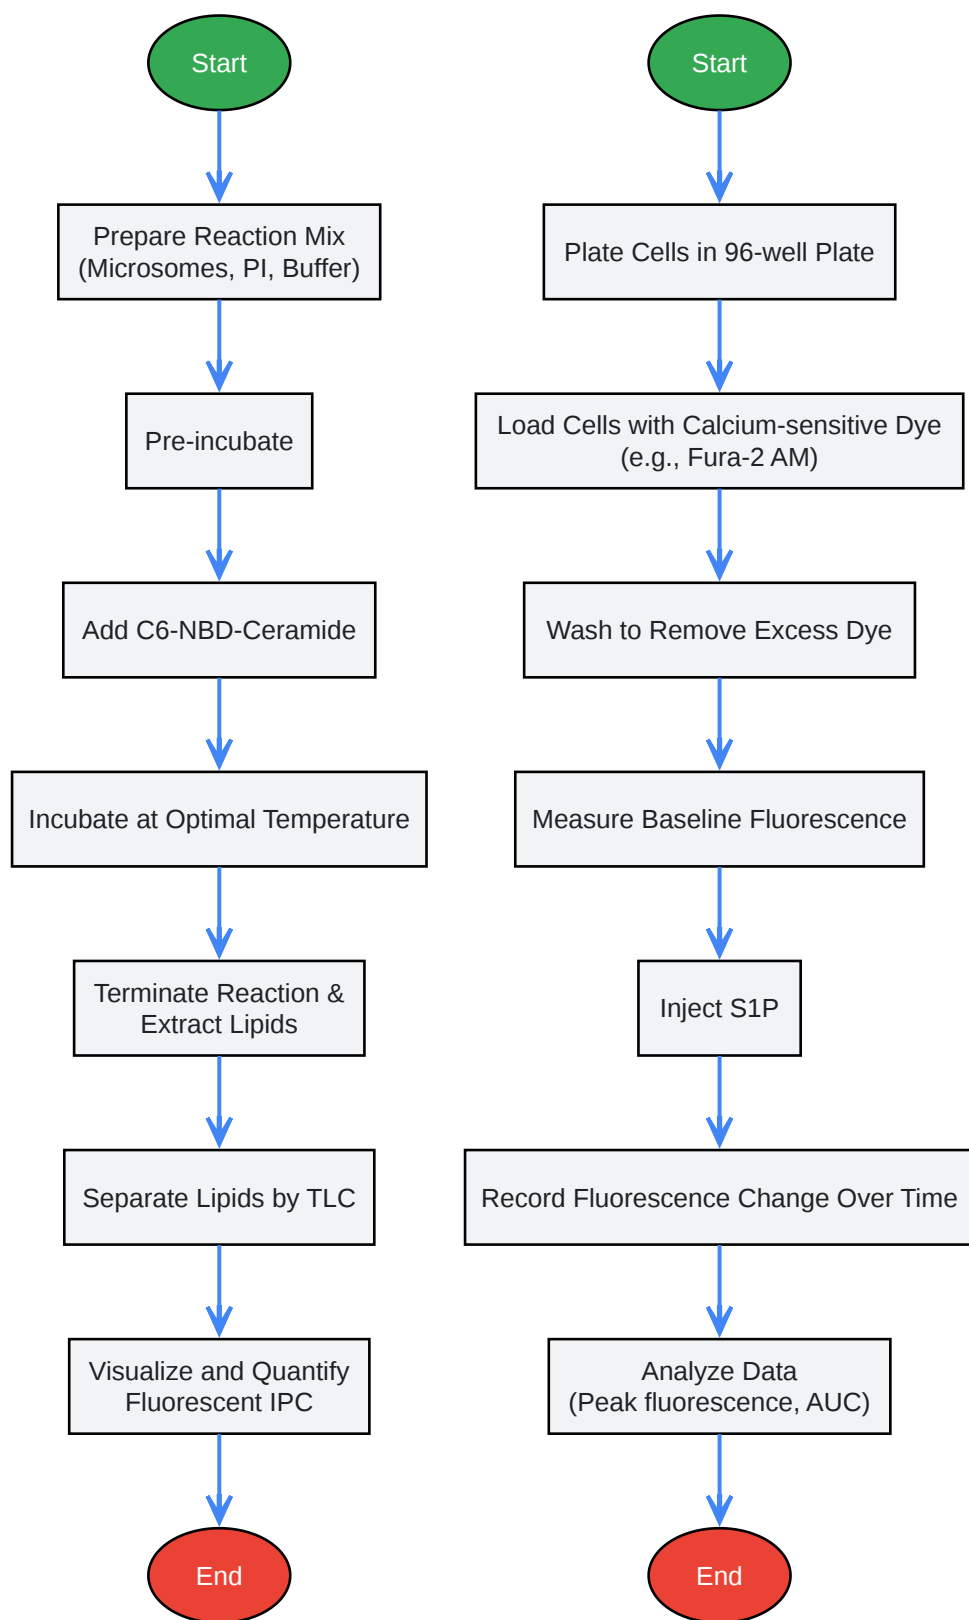 Start
Prepare Reaction Mix
(Microsomes, PI, Buffer)
Pre-incubate
Add C6-NBD-Ceramide
Incubate at Optimal Temperature
Terminate Reaction &
Extract Lipids
Separate Lipids by TLC
Visualize and Quantify
Fluorescent IPC
End
Start
Plate Cells in 96-well Plate
Load Cells with Calcium-sensitive Dye
(e.g., Fura-2 AM)
Wash to Remove Excess Dye
Measure Baseline Fluorescence
Inject S1P
Record Fluorescence Change Over Time
Analyze Data
(Peak fluorescence, AUC)
End